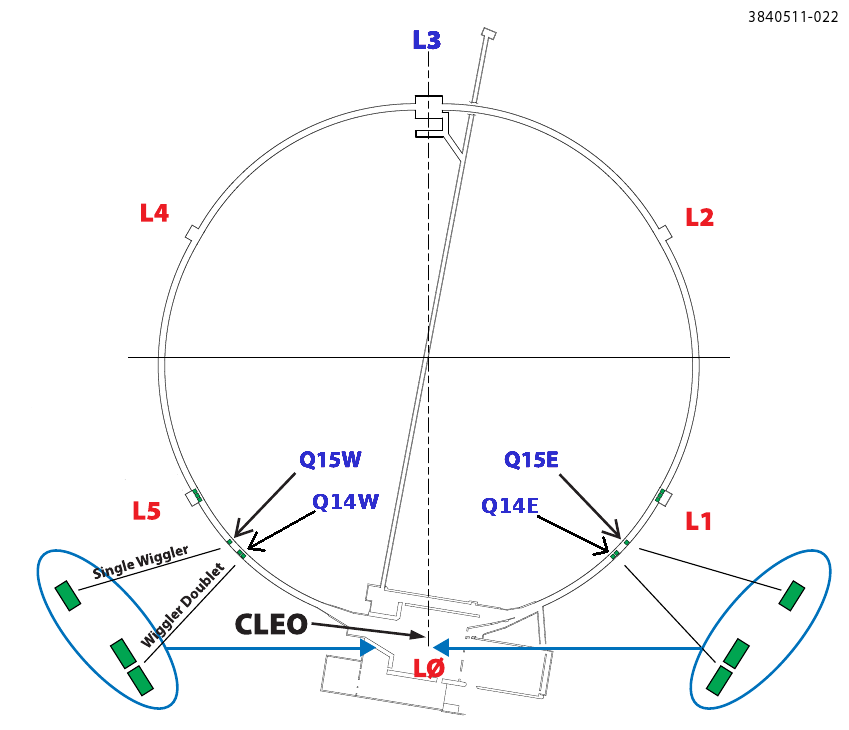 3840511-022
L3
L4
L2
Q15W
Q15E
Q14W
Q14E
L5
L1
Single Wiggler
Wiggler Doublet
CLEO
LØ